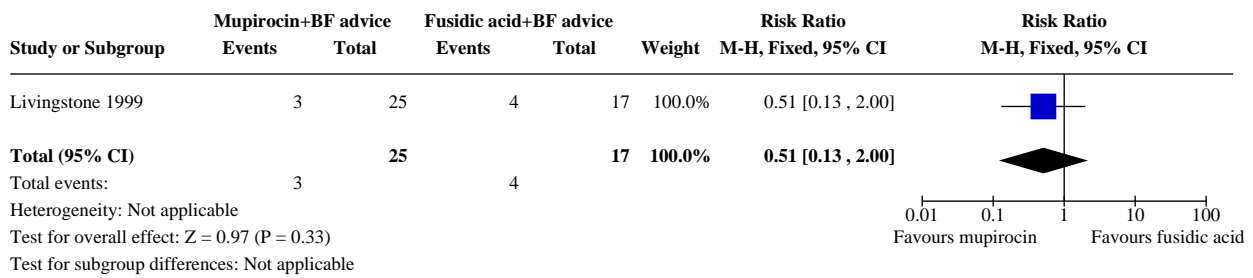 Mupirocin+BF advice Fusidic acid+BF advice Risk Ratio Risk Ratio
Study or Subgroup Events Total Events Total Weight M-H, Fixed, 95% CI M-H, Fixed, 95% CI
Livingstone 1999 3 25 4 17 100.0% 0.51 [0.13 , 2.00]
Total (95% CI) 25 17 100.0% 0.51 [0.13 , 2.00]
Total events: 3 4
Heterogeneity: Not applicable
0.01 0.1 1 10 100
Test for overall effect: Z = 0.97 (P = 0.33)
Favours mupirocin Favours fusidic acid
Test for subgroup differences: Not applicable